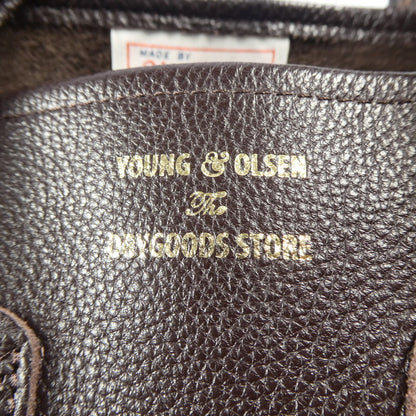 MADE BY
YOUNG & OLSEN
The
DRYGOODS STORE